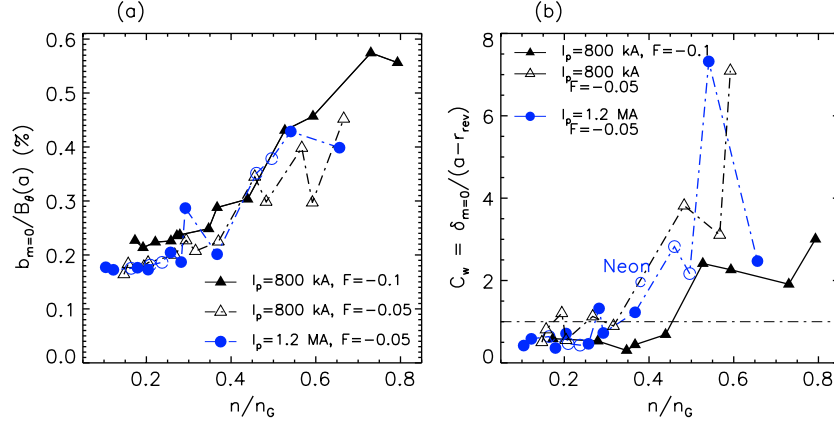 (a)
0.6
0.5
0.4
0.3
0.2
0.1
0.0
b_{m=0}/B_θ(a) (%)
I_p=800 kA, F=−0.1
I_p=800 kA, F=−0.05
I_p=1.2 MA, F=−0.05
0.2 0.4 0.6 0.8
n/n_G
(b)
8
6
4
2
0
C_w = δ_{m=0}/(a−r_{rev})
I_p=800 kA, F=−0.1
I_p=800 kA
F=−0.05
I_p=1.2 MA
F=−0.05
Neon
0.2 0.4 0.6 0.8
n/n_G